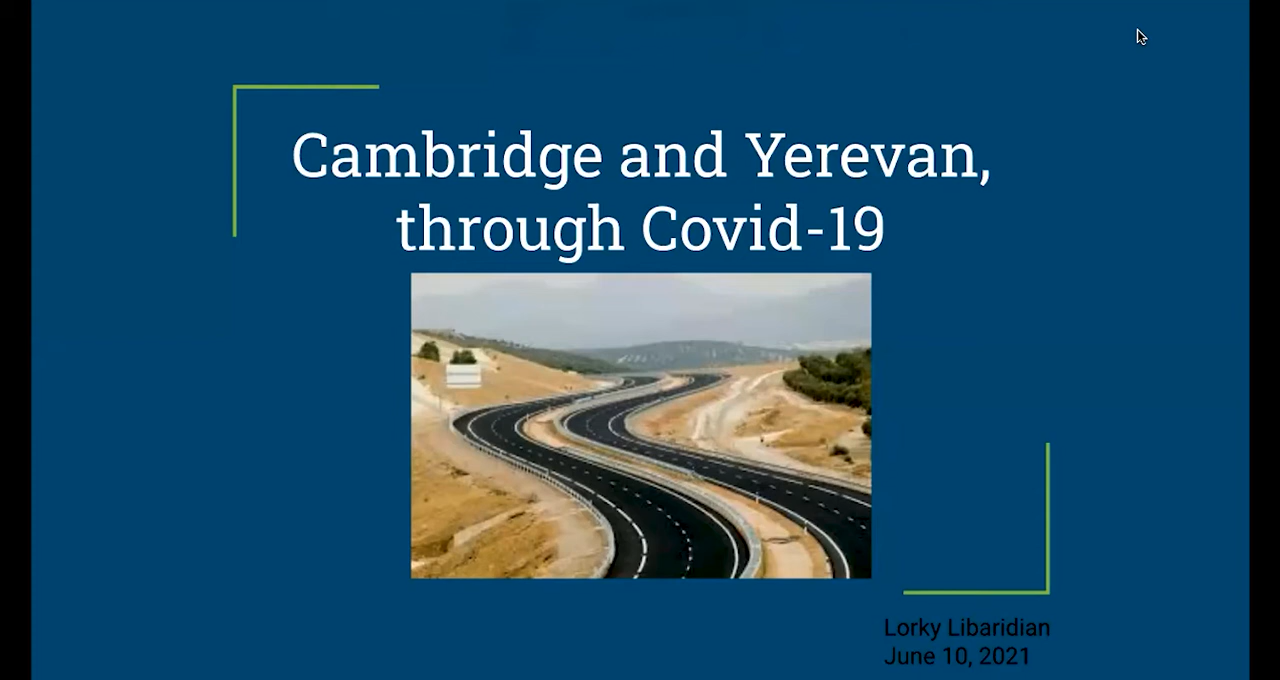 Cambridge and Yerevan,
through Covid-19
Lorky Libaridian
June 10, 2021